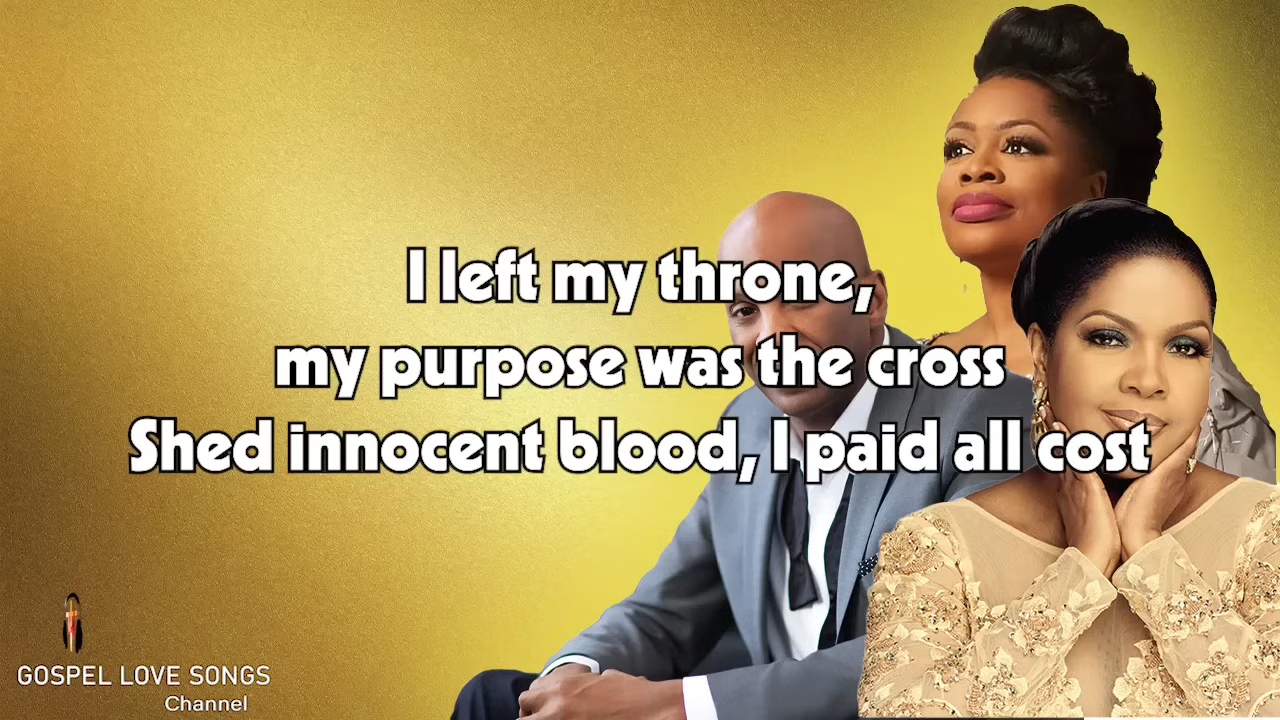 I left my throne,
my purpose was the cross
Shed innocent blood, I paid all cost
GOSPEL LOVE SONGS
Channel